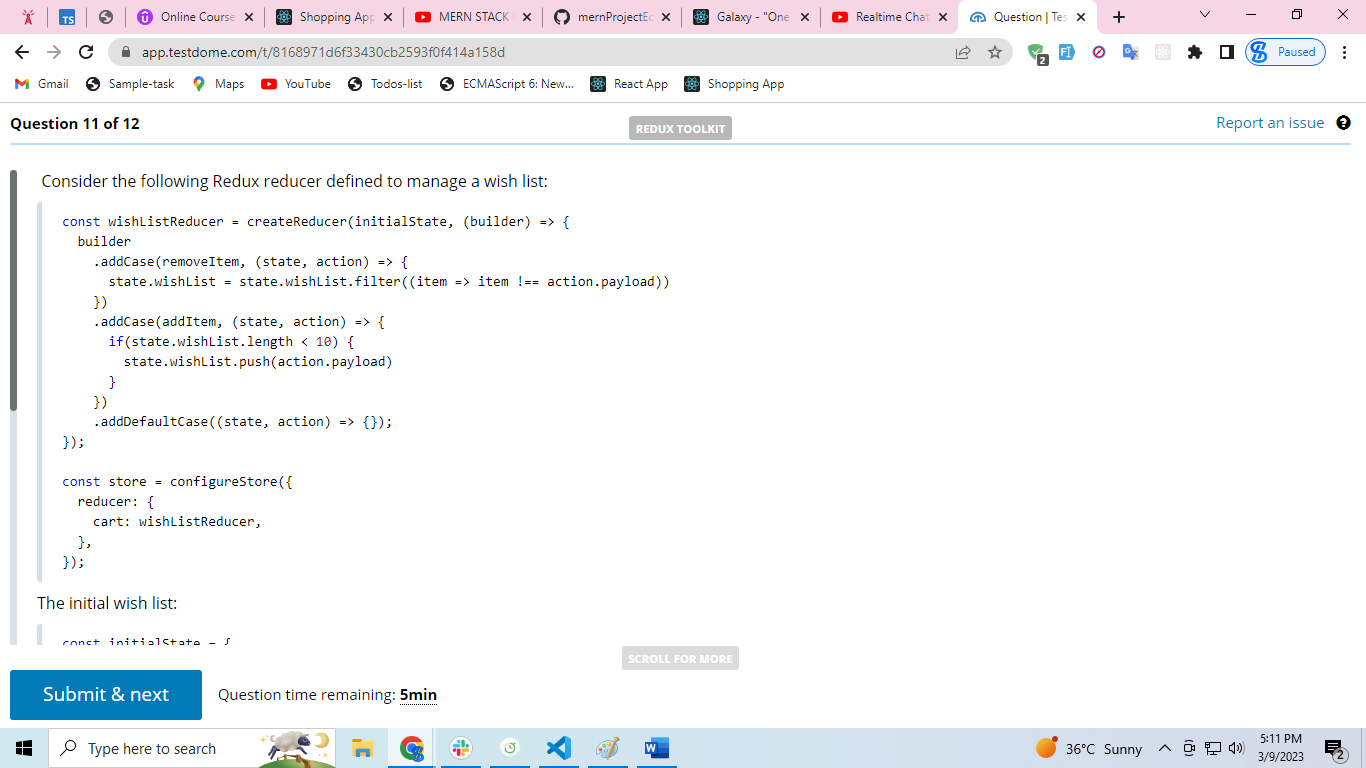 Online Course
Shopping App
MERN STACK
mernProjectEc
Galaxy - "One
Realtime Chat
Question | Tes
app.testdome.com/t/8168971d6f33430cb2593f0f414a158d
2
Paused
Gmail
Sample-task
Maps
YouTube
Todos-list
ECMAScript 6: New...
React App
Shopping App
Question 11 of 12
REDUX TOOLKIT
Report an issue
Consider the following Redux reducer defined to manage a wish list:
const wishListReducer = createReducer(initialState, (builder) => {
  builder
    .addCase(removeItem, (state, action) => {
      state.wishList = state.wishList.filter((item => item !== action.payload))
    })
    .addCase(addItem, (state, action) => {
      if(state.wishList.length < 10) {
        state.wishList.push(action.payload)
      }
    })
    .addDefaultCase((state, action) => {});
});
const store = configureStore({
  reducer: {
    cart: wishListReducer,
  },
});
The initial wish list:
const initialState = {
SCROLL FOR MORE
Submit & next
Question time remaining: 5min
Type here to search
36°C Sunny
5:11 PM
3/9/2023
2